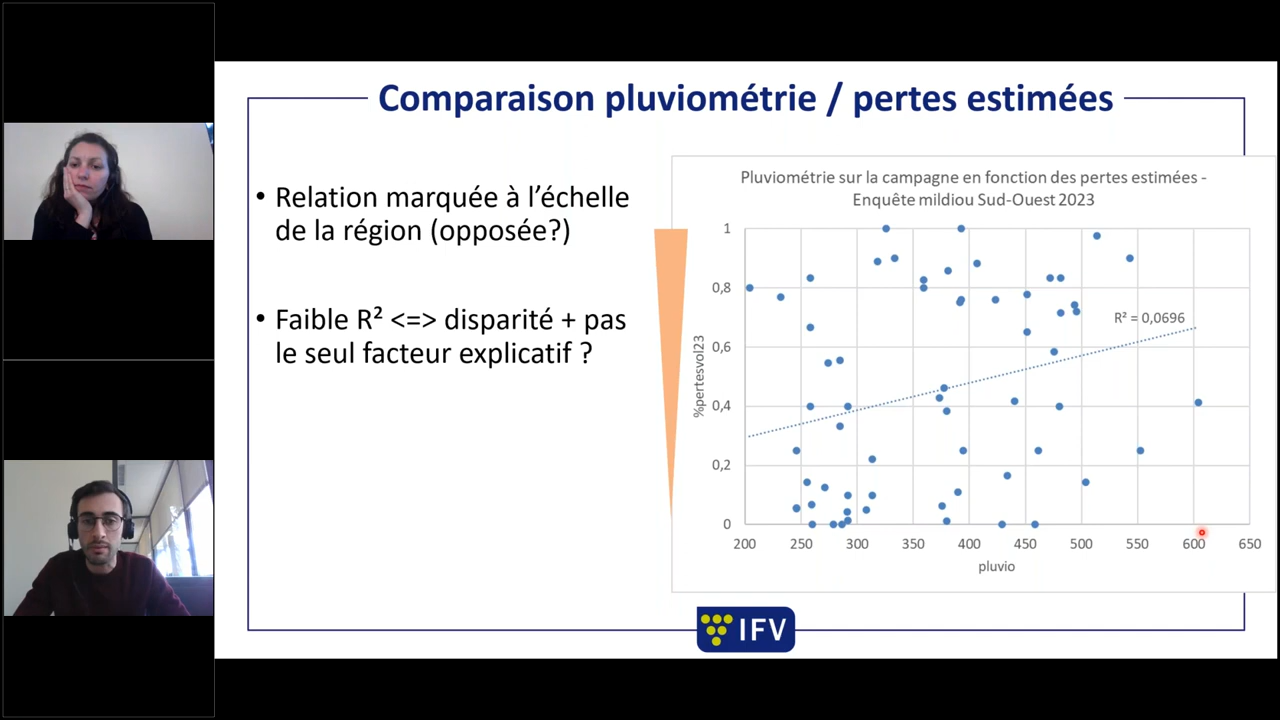 Comparaison pluviométrie / pertes estimées
• Relation marquée à l'échelle
de la région (opposée?)
• Faible R² <=> disparité + pas
le seul facteur explicatif ?
Pluviométrie sur la campagne en fonction des pertes estimées -
Enquête mildiou Sud-Ouest 2023
%pertesvol23
1
0,8
0,6
0,4
0,2
0
R² = 0,0696
200 250 300 350 400 450 500 550 600 650
pluvio
IFV